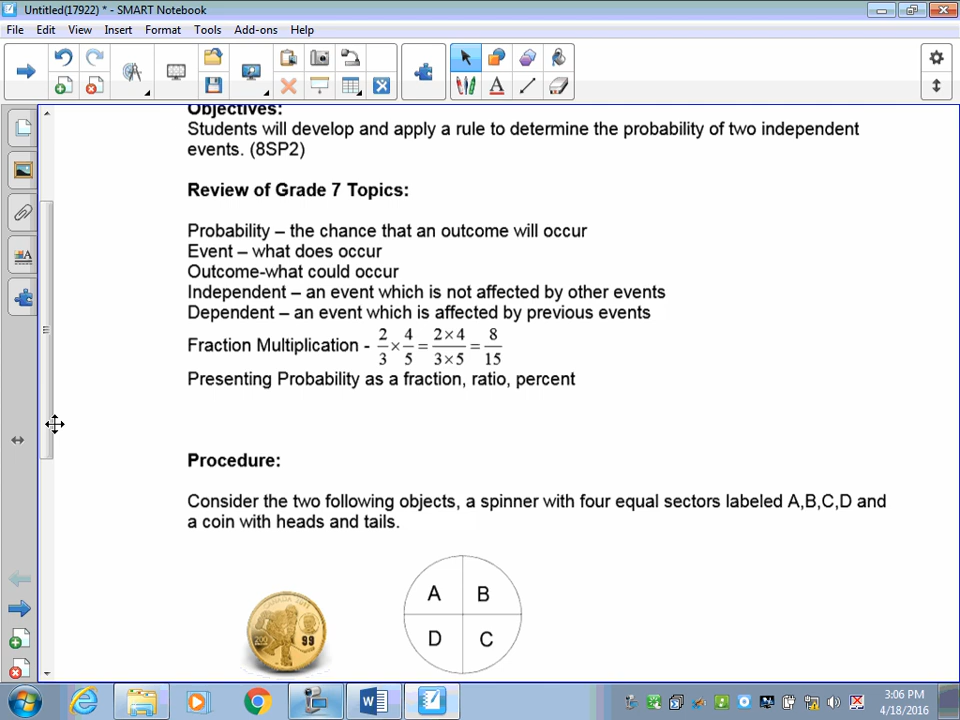 Untitled(17922) * - SMART Notebook
File Edit View Insert Format Tools Add-ons Help
Objectives:
Students will develop and apply a rule to determine the probability of two independent
events. (8SP2)
Review of Grade 7 Topics:
Probability – the chance that an outcome will occur
Event – what does occur
Outcome-what could occur
Independent – an event which is not affected by other events
Dependent – an event which is affected by previous events
Fraction Multiplication - 2/3 × 4/5 = 2×4/3×5 = 8/15
Presenting Probability as a fraction, ratio, percent
Procedure:
Consider the two following objects, a spinner with four equal sectors labeled A,B,C,D and
a coin with heads and tails.
A B
D C
99
3:06 PM
4/18/2016